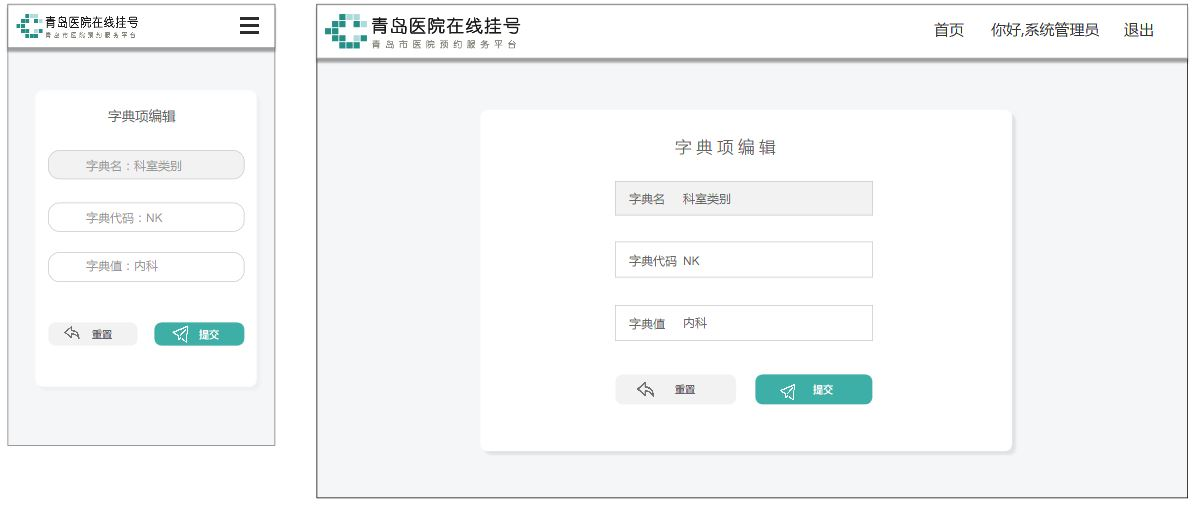 青岛医院在线挂号
青岛市医院预约服务平台
字典项编辑
字典名：科室类别
字典代码：NK
字典值：内科
重置
提交
青岛医院在线挂号
青岛市医院预约服务平台
首页 你好,系统管理员 退出
字典项编辑
字典名 科室类别
字典代码 NK
字典值 内科
重置
提交